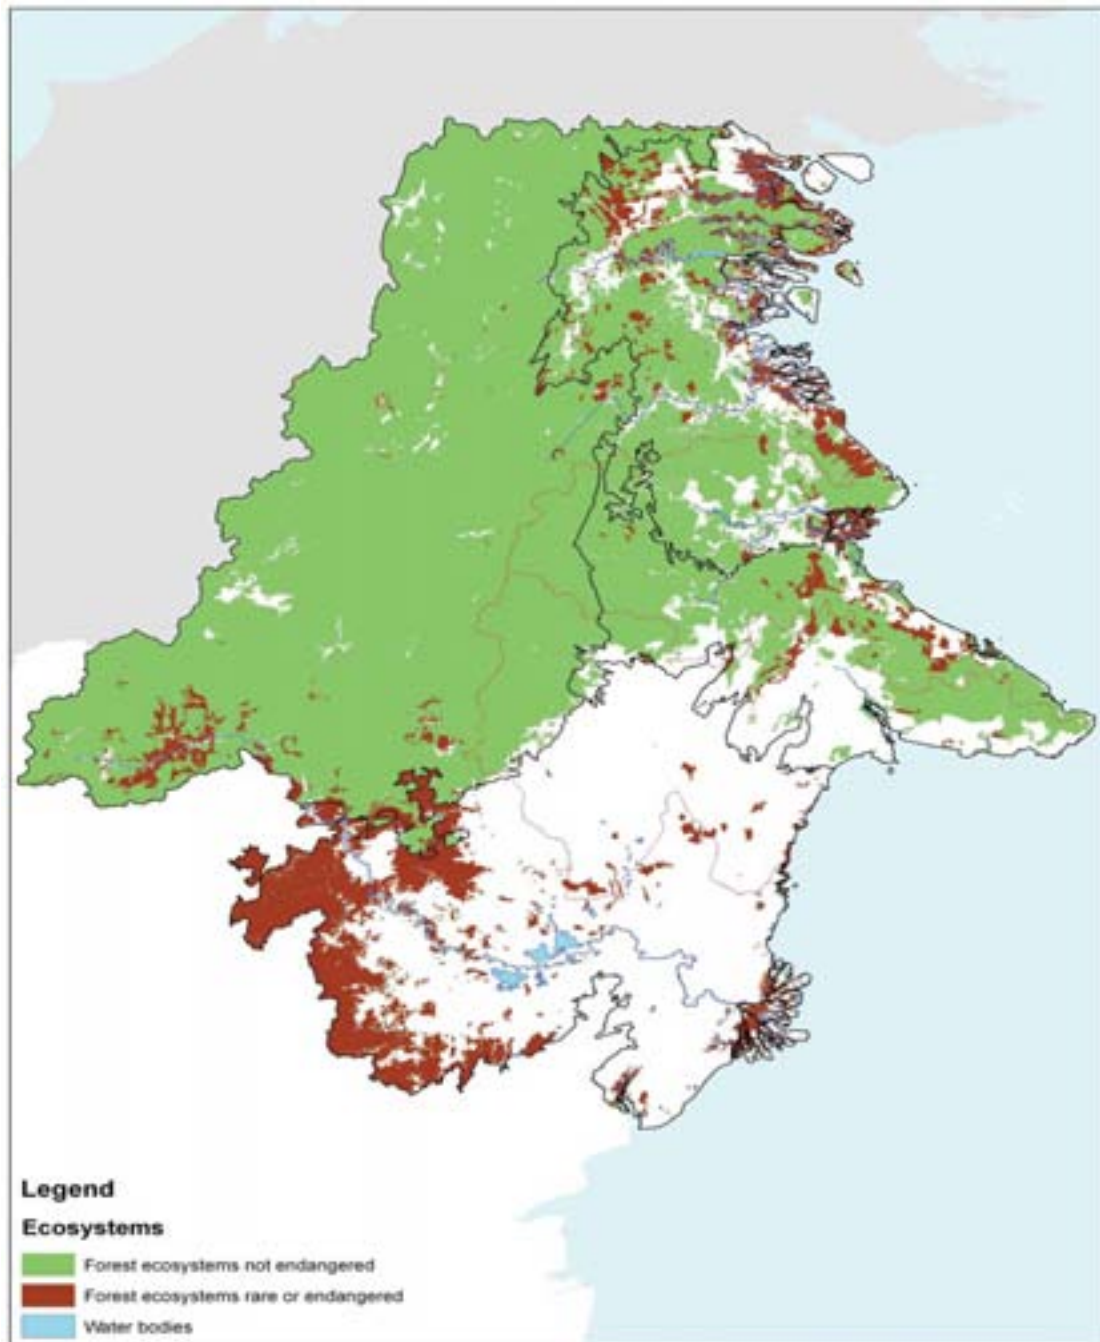 Legend
Ecosystems
Forest ecosystems not endangered
Forest ecosystems rare or endangered
Water bodies